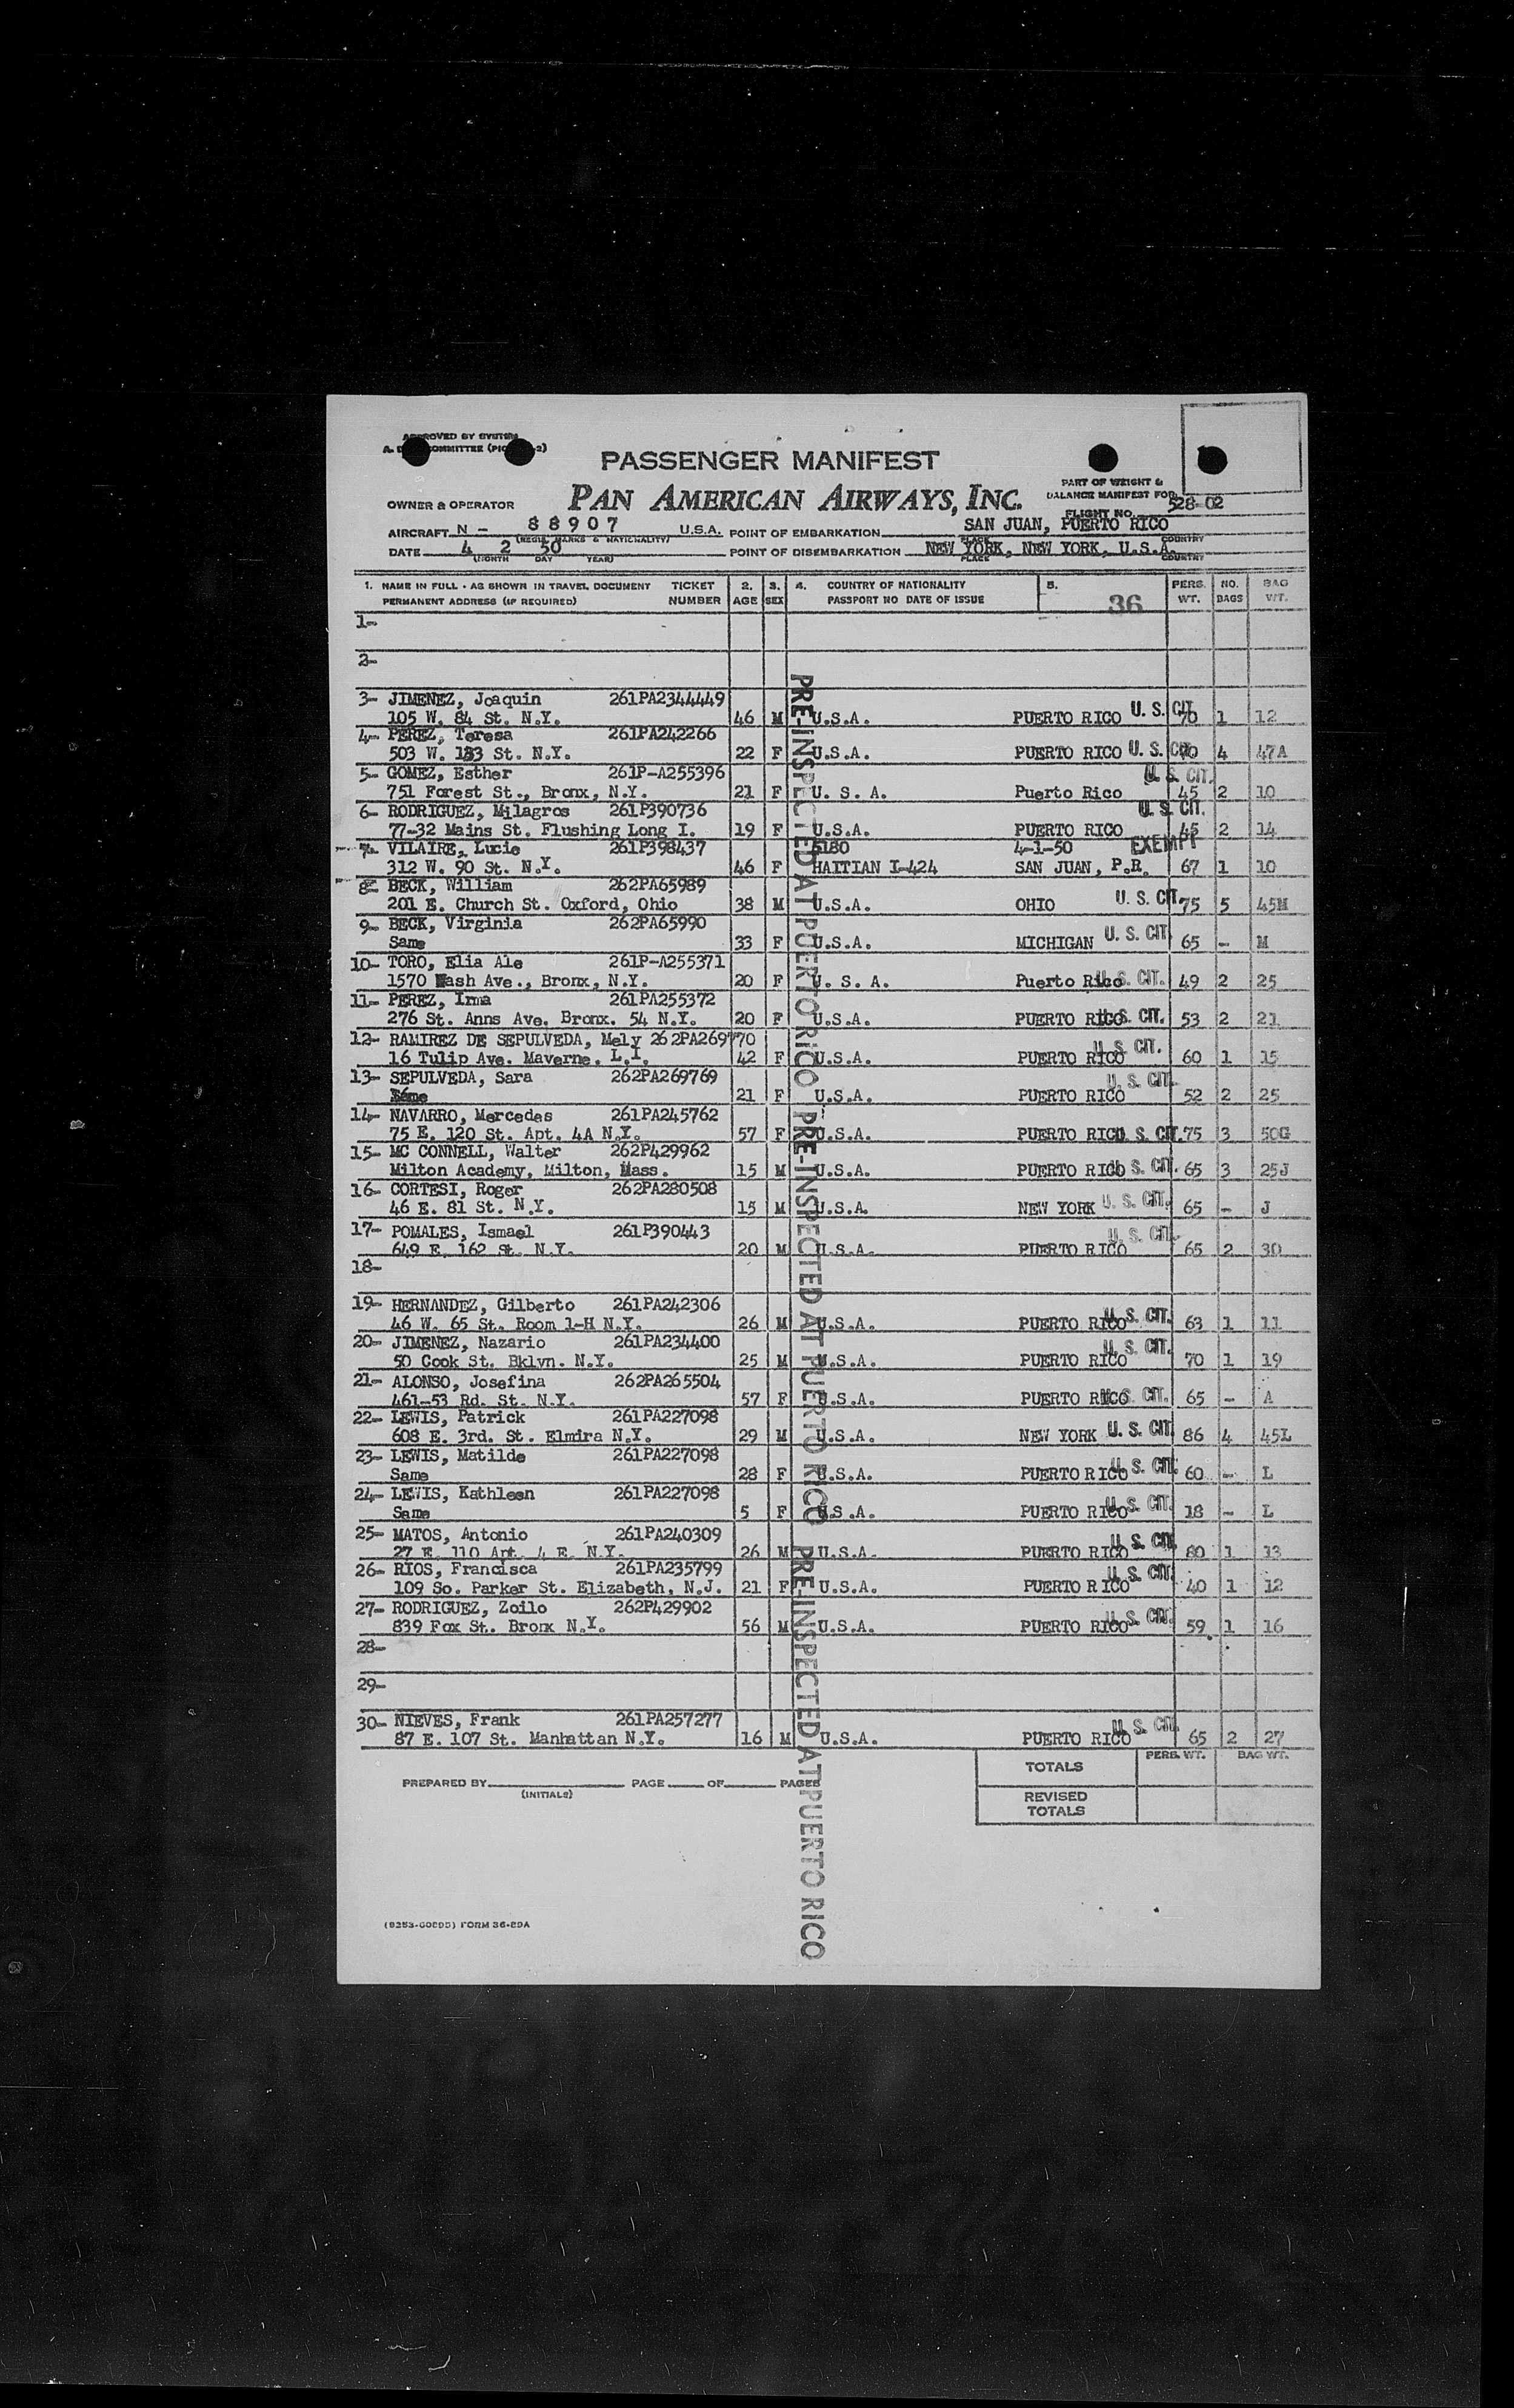 APPROVED BY SYSTEM
COMMITTEE
PASSENGER MANIFEST
PART OF WEIGHT &
BALANCE MANIFEST FOR
OWNER & OPERATOR PAN AMERICAN AIRWAYS, INC.
FLIGHT NO. 528-02
AIRCRAFT N - 88907 U.S.A. POINT OF EMBARKATION SAN JUAN, PUERTO RICO
(REGIS. MARKS & NATIONALITY) PLACE COUNTRY
DATE 4 2 50 POINT OF DISEMBARKATION NEW YORK, NEW YORK, U.S.A.
(MONTH DAY YEAR) PLACE COUNTRY
1. NAME IN FULL - AS SHOWN IN TRAVEL DOCUMENT TICKET 2. 3. 4. COUNTRY OF NATIONALITY 5. PERS. NO. BAG
PERMANENT ADDRESS (IF REQUIRED) NUMBER AGE SEX PASSPORT NO DATE OF ISSUE 36 WT. BAGS WT.
1-
2-
3- JIMENEZ, Joaquin 261PA2344449
105 W. 84 St. N.Y. 46 M U.S.A. PUERTO RICO U. S. CIT. 70 1 12
4- PEREZ, Teresa 261PA242266
503 W. 183 St. N.Y. 22 F U.S.A. PUERTO RICO U. S. CIT. 70 4 47A
5- GOMEZ, Esther 261P-A255396 U. S. CIT.
751 Forest St., Bronx, N.Y. 21 F U. S. A. Puerto Rico 45 2 10
6- RODRIGUEZ, Milagros 261P390736 U. S. CIT.
77-32 Mains St. Flushing Long I. 19 F U.S.A. PUERTO RICO 45 2 14
7- VILAIRE, Lucie 261P398437 5180 4-1-50 EXEMPT
312 W. 90 St. N.Y. 46 F HAITIAN I-424 SAN JUAN, P.R. 67 1 10
8- BECK, William 262PA65989
201 E. Church St. Oxford, Ohio 38 M U.S.A. OHIO U. S. CIT. 75 5 45M
9- BECK, Virginia 262PA65990
Same 33 F U.S.A. MICHIGAN U. S. CIT. 65 - M
10- TORO, Elia Ale 261P-A255371
1570 Wash Ave., Bronx, N.Y. 20 F U. S. A. Puerto Rico U. S. CIT. 49 2 25
11- PEREZ, Irma 261PA255372
276 St. Anns Ave. Bronx. 54 N.Y. 20 F U.S.A. PUERTO RICO U. S. CIT. 53 2 21
12- RAMIREZ DE SEPULVEDA, Mely 262PA269770
16 Tulip Ave. Maverne. L.I. 42 F U.S.A. PUERTO RICO U. S. CIT. 60 1 15
13- SEPULVEDA, Sara 262PA269769
Same 21 F U.S.A. PUERTO RICO U. S. CIT. 52 2 25
14- NAVARRO, Mercedes 261PA245762
75 E. 120 St. Apt. 4A N.Y. 57 F U.S.A. PUERTO RICO U. S. CIT. 75 3 50G
15- MC CONNELL, Walter 262P429962
Milton Academy, Milton, Mass. 15 M U.S.A. PUERTO RICO U. S. CIT. 65 3 25J
16- CORTESI, Roger 262PA280508
46 E. 81 St. N.Y. 15 M U.S.A. NEW YORK U. S. CIT. 65 - J
17- POMALES, Ismael 261P390443
649 E. 162 St. N.Y. 20 M U.S.A. PUERTO RICO U. S. CIT. 65 2 30
18-
19- HERNANDEZ, Gilberto 261PA242306
46 W. 65 St. Room 1-H N.Y. 26 M U.S.A. PUERTO RICO U. S. CIT. 63 1 11
20- JIMENEZ, Nazario 261PA234400
50 Cook St. Bklyn. N.Y. 25 M U.S.A. PUERTO RICO U. S. CIT. 70 1 19
21- ALONSO, Josefina 262PA265504
461-53 Rd. St. N.Y. 57 F U.S.A. PUERTO RICO U. S. CIT. 65 - A
22- LEWIS, Patrick 261PA227098
608 E. 3rd. St. Elmira N.Y. 29 M U.S.A. NEW YORK U. S. CIT. 86 4 45L
23- LEWIS, Matilde 261PA227098
Same 28 F U.S.A. PUERTO RICO U. S. CIT. 60 - L
24- LEWIS, Kathleen 261PA227098
Same 5 F U.S.A. PUERTO RICO U. S. CIT. 18 - L
25- MATOS, Antonio 261PA240309
27 E. 110 Apt. 4 E. N.Y. 26 M U.S.A. PUERTO RICO U. S. CIT. 80 1 13
26- RIOS, Francisca 261PA235799
109 So. Parker St. Elizabeth, N.J. 21 F U.S.A. PUERTO RICO U. S. CIT. 40 1 12
27- RODRIGUEZ, Zoilo 262P429902
839 Fox St. Bronx N.Y. 56 M U.S.A. PUERTO RICO U. S. CIT. 59 1 16
28-
29-
30- NIEVES, Frank 261PA257277
87 E. 107 St. Manhattan N.Y. 16 M U.S.A. PUERTO RICO U. S. CIT. 65 2 27
PRE-INSPECTED AT PUERTO RICO PRE-INSPECTED AT PUERTO RICO PRE-INSPECTED AT PUERTO RICO
TOTALS PERS. WT. BAG WT.
PREPARED BY PAGE OF PAGES
(INITIALS)
REVISED
TOTALS
FORM 36-29A